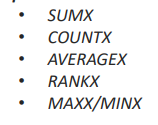 • SUMX
• COUNTX
• AVERAGEX
• RANKX
• MAXX/MINX